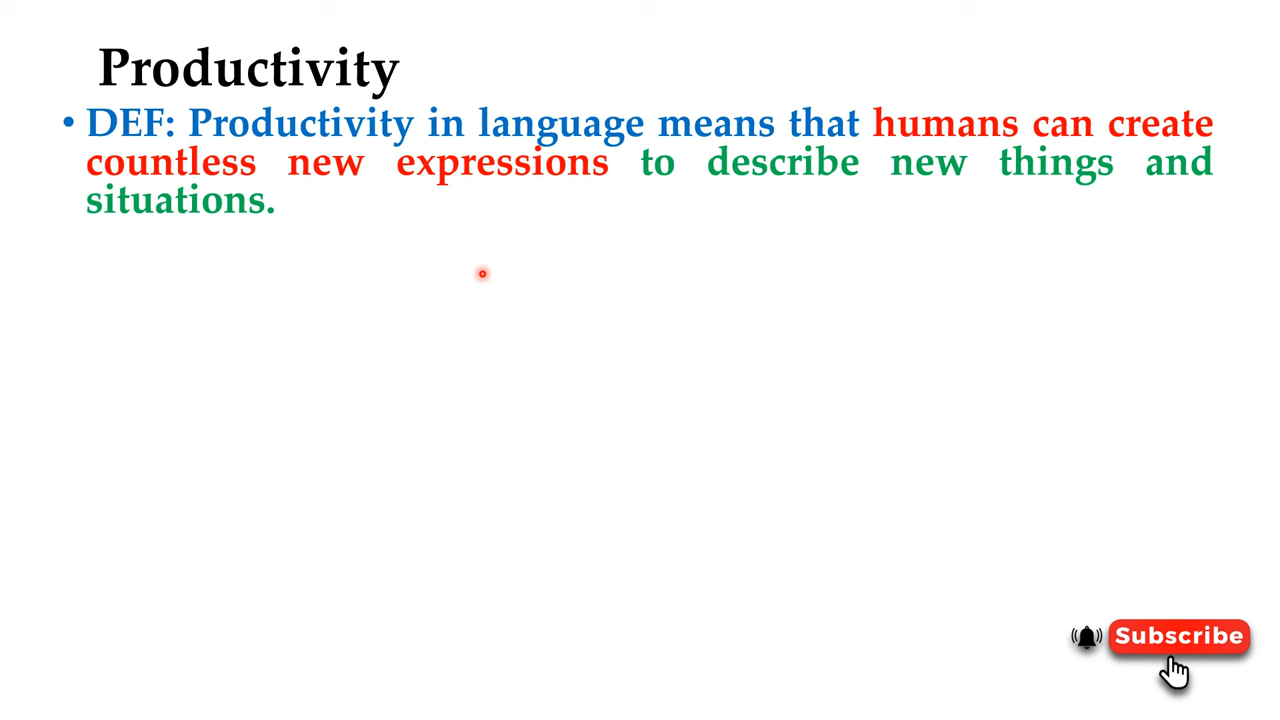 Productivity
• DEF: Productivity in language means that humans can create
countless new expressions to describe new things and
situations.
Subscribe